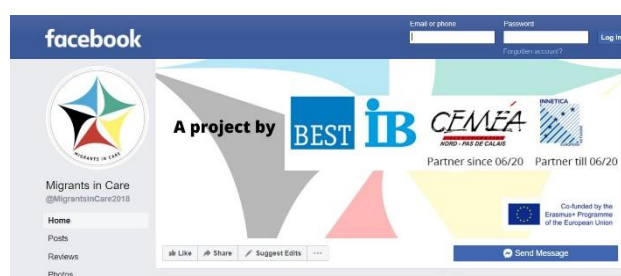 facebook
Email or phone
Password
Log In
Forgotten account?
MIGRANTS IN CARE
A project by
BEST
iB
CEMÉA
NORD - PAS DE CALAIS
INNETICA
Partner since 06/20
Partner till 06/20
Migrants in Care
@MigrantsinCare2018
Home
Posts
Reviews
Photos
Co-funded by the
Erasmus+ Programme
of the European Union
Like
Share
Suggest Edits
Send Message